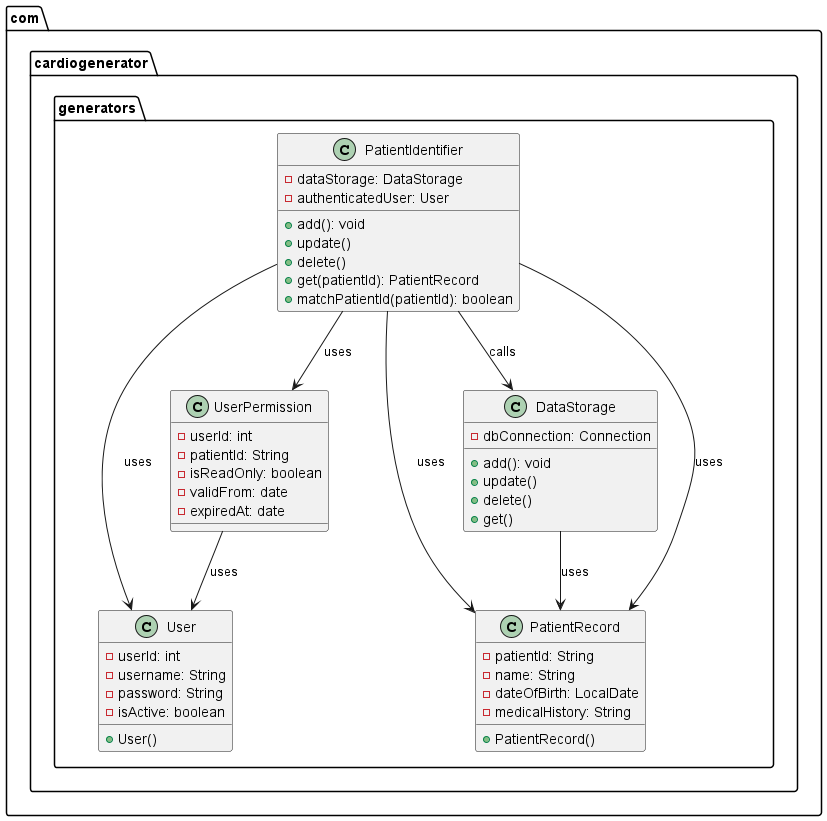 com
cardiogenerator
generators
C PatientIdentifier
dataStorage: DataStorage
authenticatedUser: User
add(): void
update()
delete()
get(patientId): PatientRecord
matchPatientId(patientId): boolean
uses
calls
C UserPermission
userId: int
patientId: String
isReadOnly: boolean
validFrom: date
expiredAt: date
C DataStorage
dbConnection: Connection
add(): void
update()
delete()
get()
uses
uses
uses
uses
uses
C User
userId: int
username: String
password: String
isActive: boolean
User()
C PatientRecord
patientId: String
name: String
dateOfBirth: LocalDate
medicalHistory: String
PatientRecord()